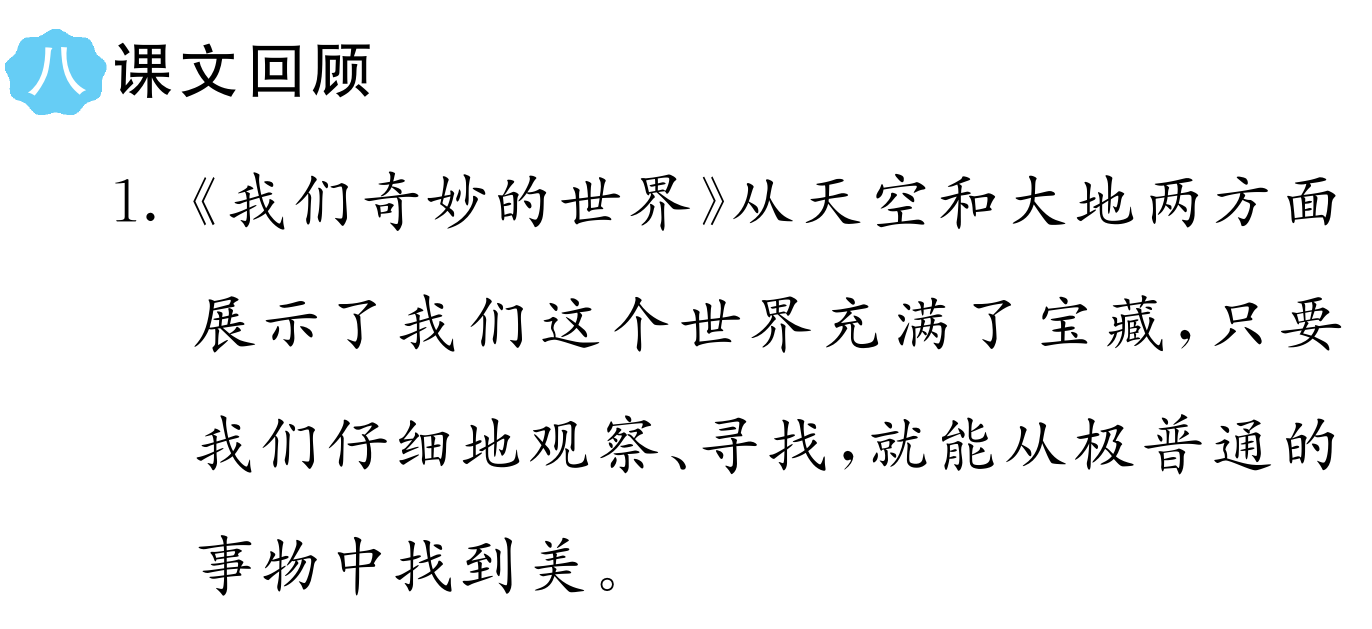 八 课文回顾
1.《我们奇妙的世界》从天空和大地两方面
展示了我们这个世界充满了宝藏,只要
我们仔细地观察、寻找,就能从极普通的
事物中找到美。